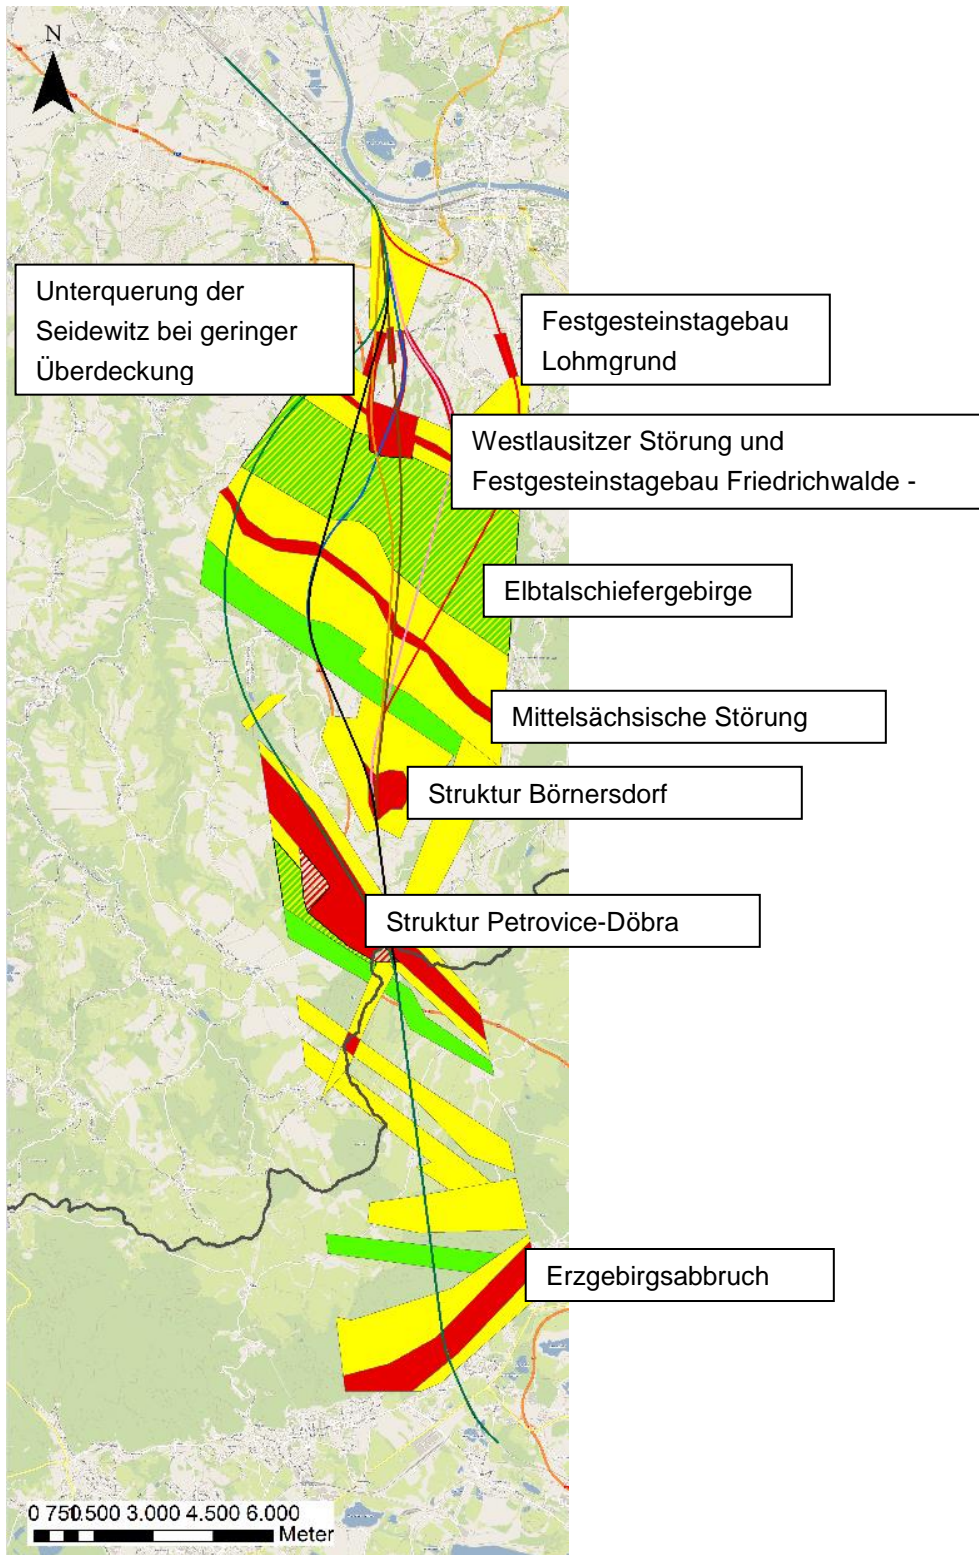 N
Unterquerung der
Seidewitz bei geringer
Überdeckung
Festgesteinstagebau
Lohmgrund
Westlausitzer Störung und
Festgesteinstagebau Friedrichwalde -
Elbtalschiefergebirge
Mittelsächsische Störung
Struktur Börnersdorf
Struktur Petrovice-Döbra
Erzgebirgsabbruch
0 750 1.500 3.000 4.500 6.000
Meter